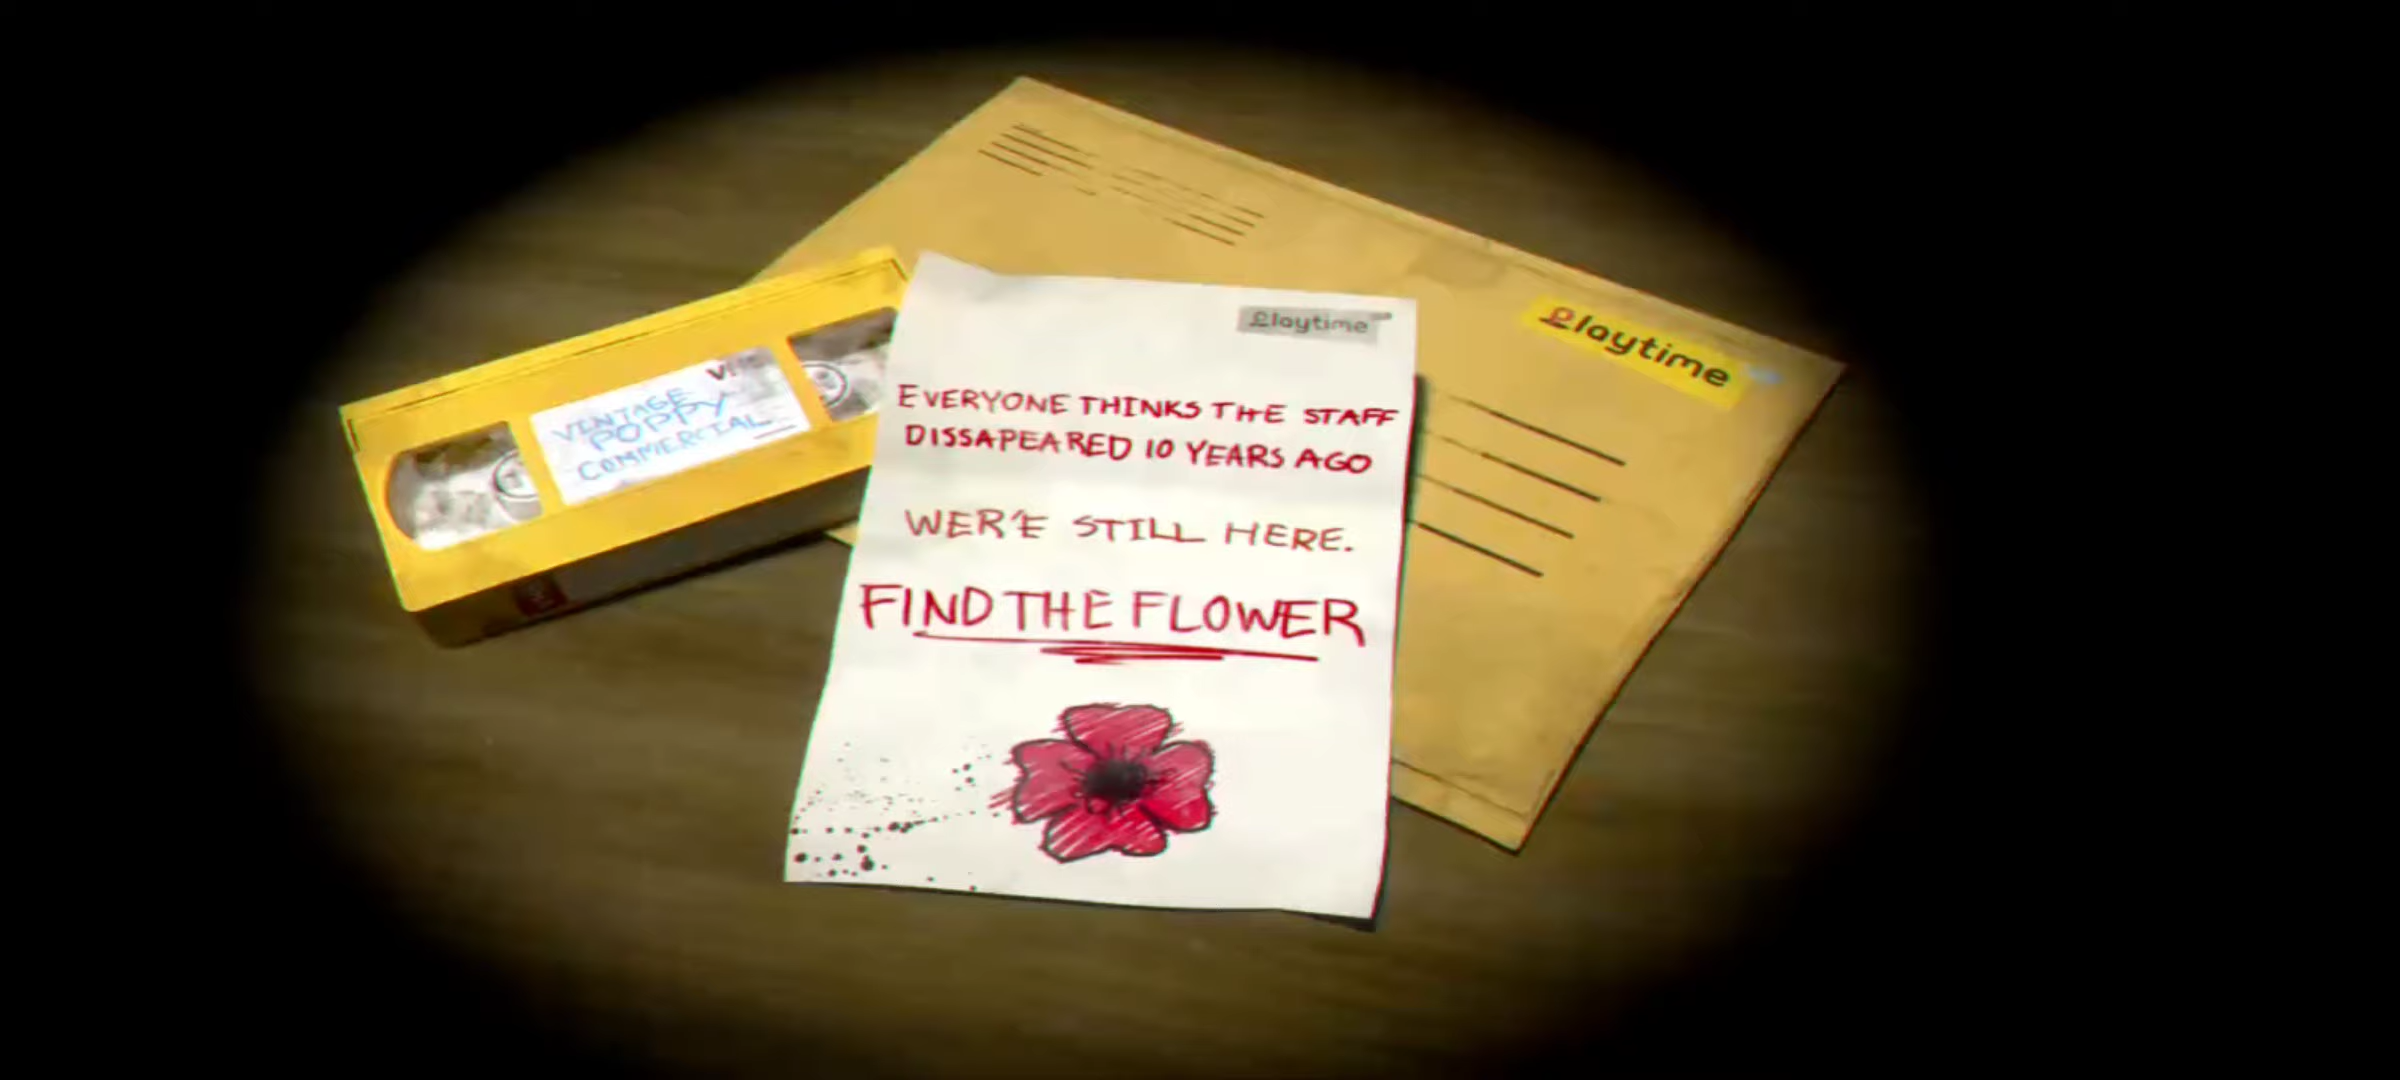 VINTAGE
POPPY
COMMERCIAL
Playtime
EVERYONE THINKS THE STAFF
DISSAPEARED 10 YEARS AGO
WER'E STILL HERE.
FIND THE FLOWER
Playtime